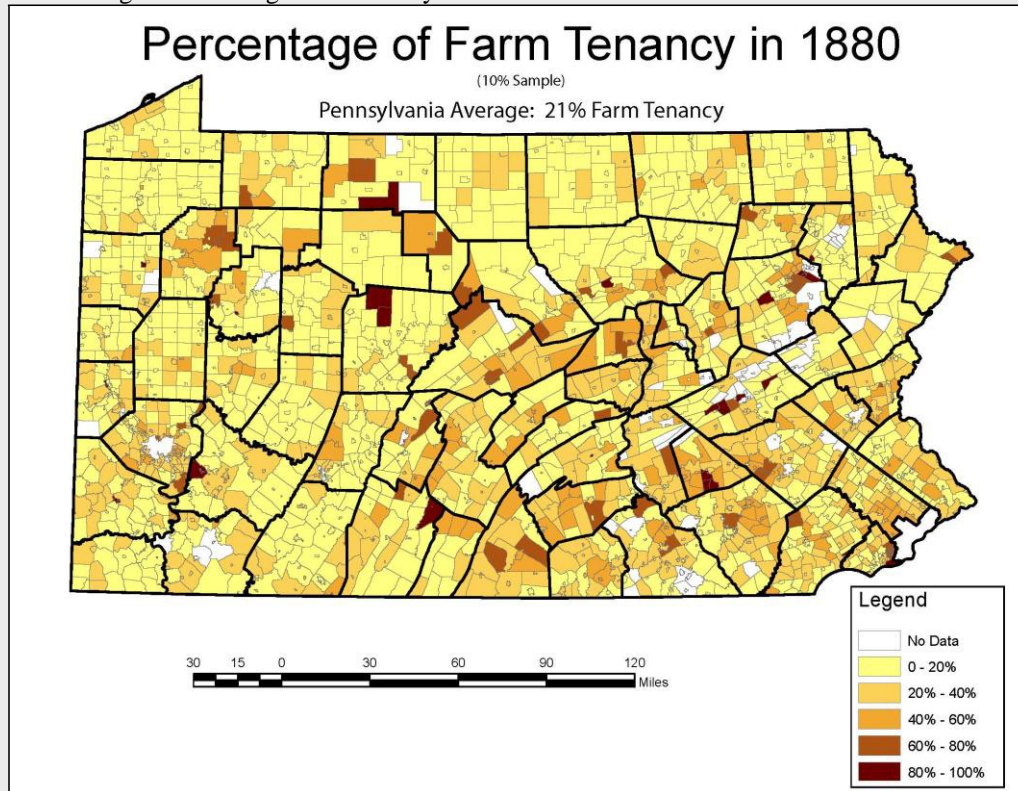 Percentage of Farm Tenancy in 1880
(10% Sample)
Pennsylvania Average: 21% Farm Tenancy
Legend
No Data
0 - 20%
20% - 40%
40% - 60%
60% - 80%
80% - 100%
30 15 0 30 60 90 120
Miles